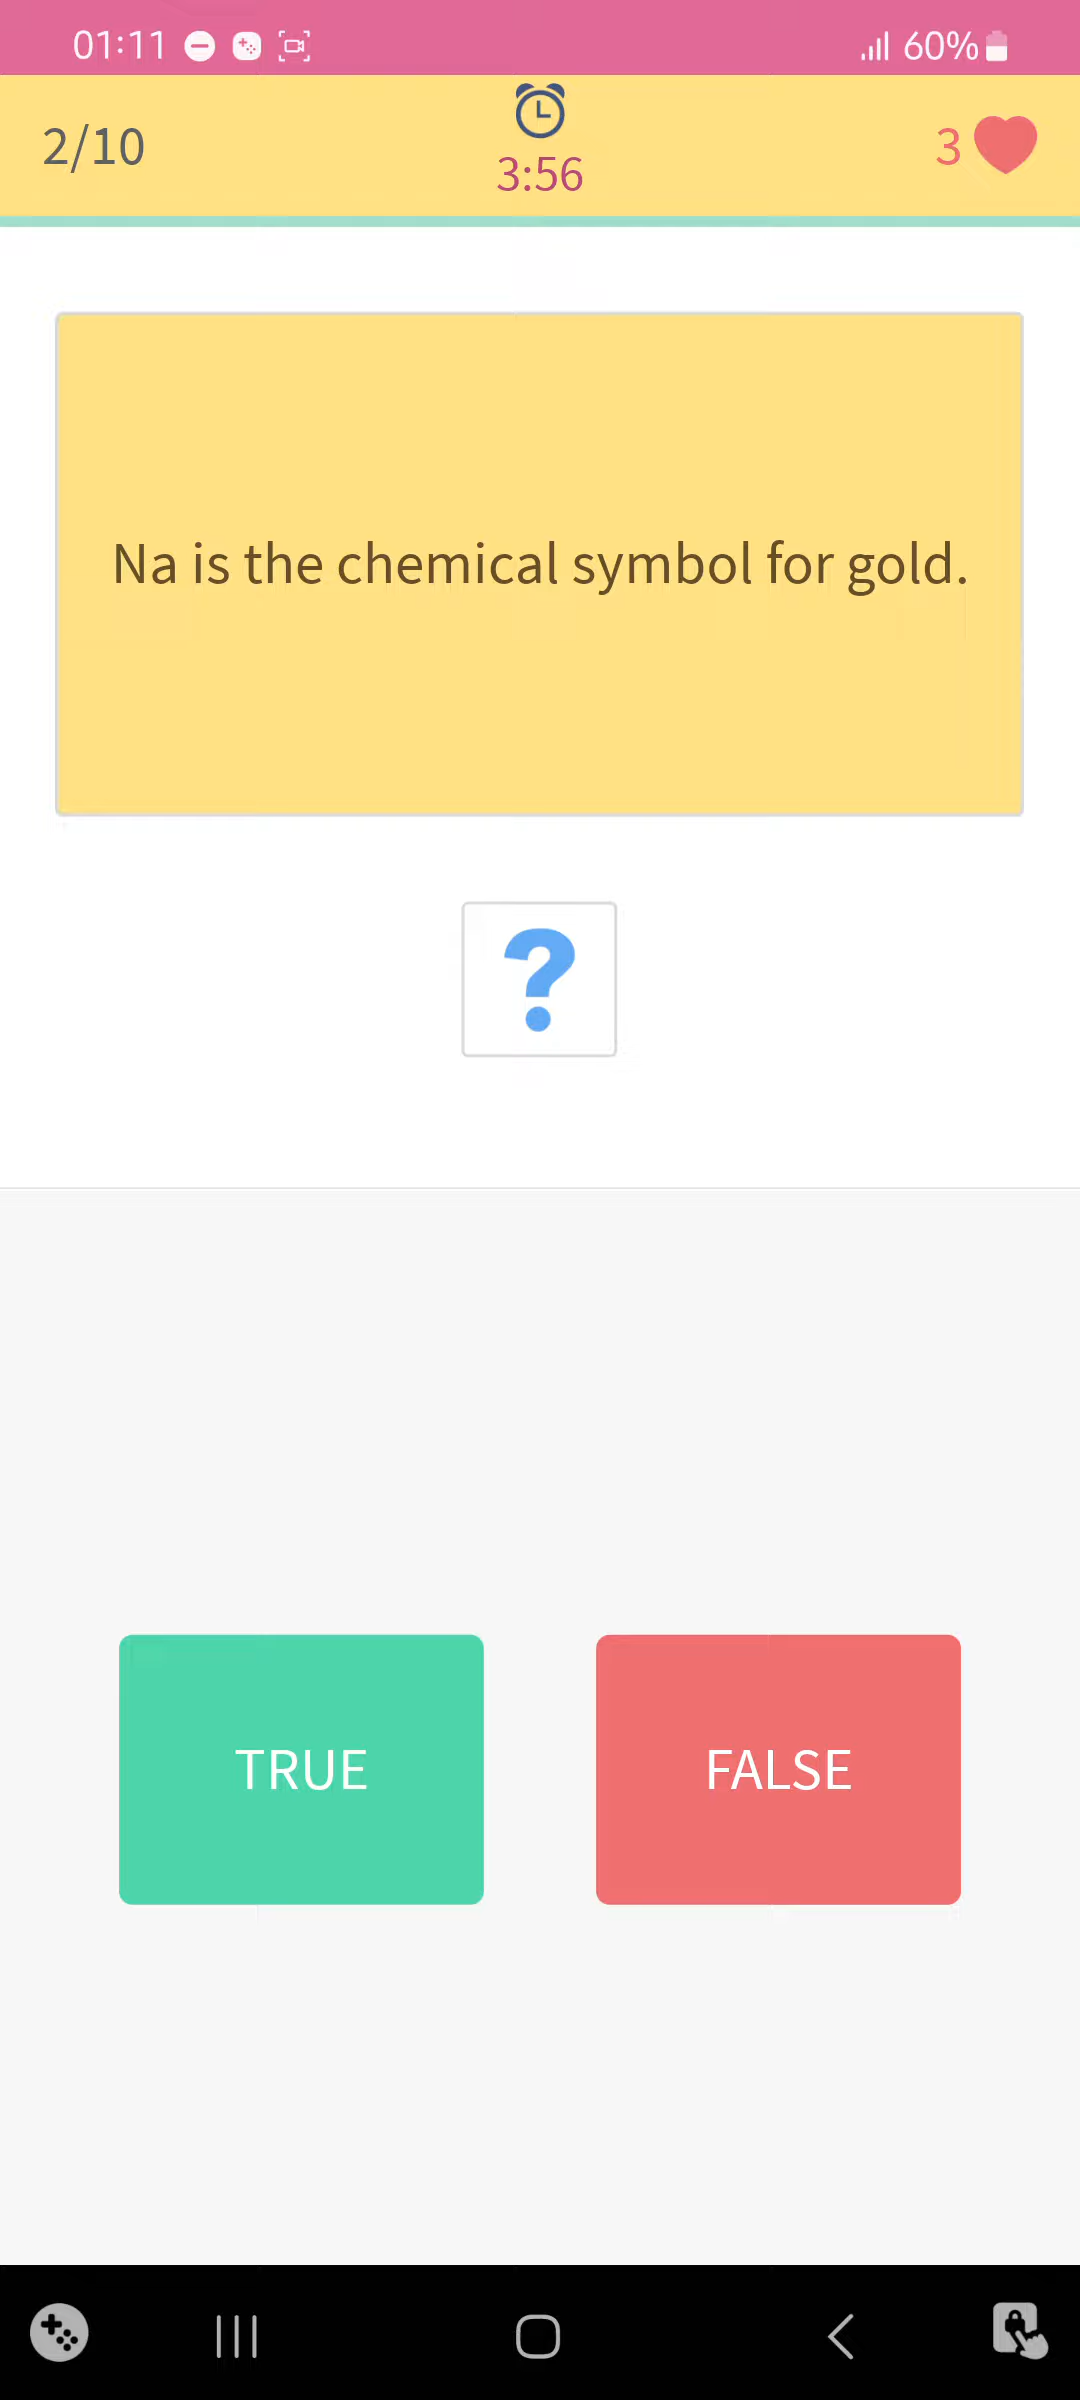 01:11
60%
2/10
3:56
3
Na is the chemical symbol for gold.
?
TRUE
FALSE